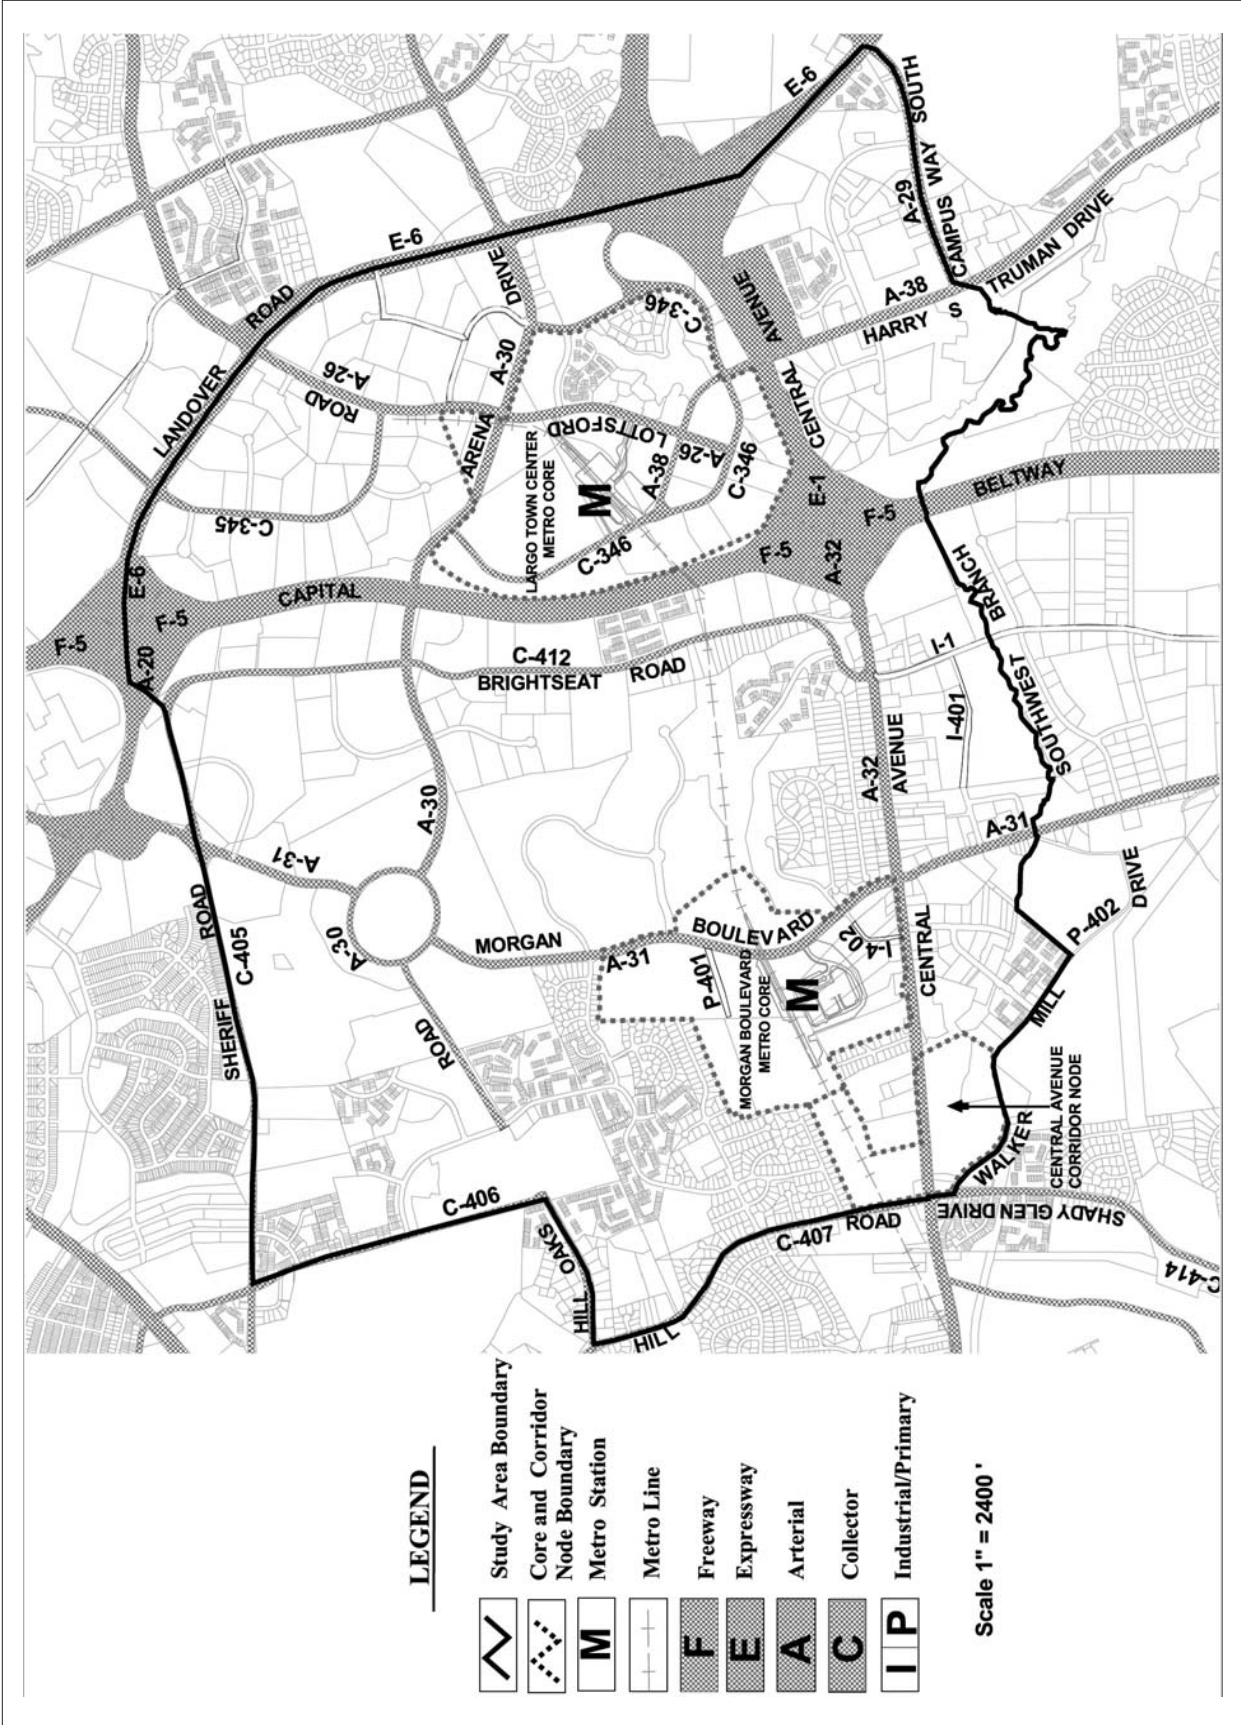 E-6
CAMPUS WAY SOUTH
A-29
E-6
LANDOVER ROAD
DRIVE
A-38
HARRY S TRUMAN DRIVE
AVENUE
C-346
A-30
A-26
ROAD
ARENA
LOTTSFORD
CENTRAL
A-26
C-346
A-38
LARGO TOWN CENTER
METRO CORE
M
C-345
C-346
E-1
F-5
BELTWAY
F-5
A-32
E-6
F-5
F-5
CAPITAL
A-20
C-412
BRIGHTSEAT ROAD
I-1
I-401
SOUTHWEST BRANCH
A-32
AVENUE
A-30
A-31
A-31
SHERIFF ROAD
C-405
A-30
ROAD
MORGAN BOULEVARD
A-31
P-401
I-402
MORGAN BOULEVARD
METRO CORE
M
CENTRAL
P-402
DRIVE
MILL
WALKER
CENTRAL AVENUE
CORRIDOR NODE
C-406
OAKS
HILL
HILL
C-407
ROAD
SHADY GLEN DRIVE
C-414
LEGEND
Study Area Boundary
Core and Corridor
Node Boundary
M Metro Station
Metro Line
F Freeway
E Expressway
A Arterial
C Collector
I P Industrial/Primary
Scale 1" = 2400 '